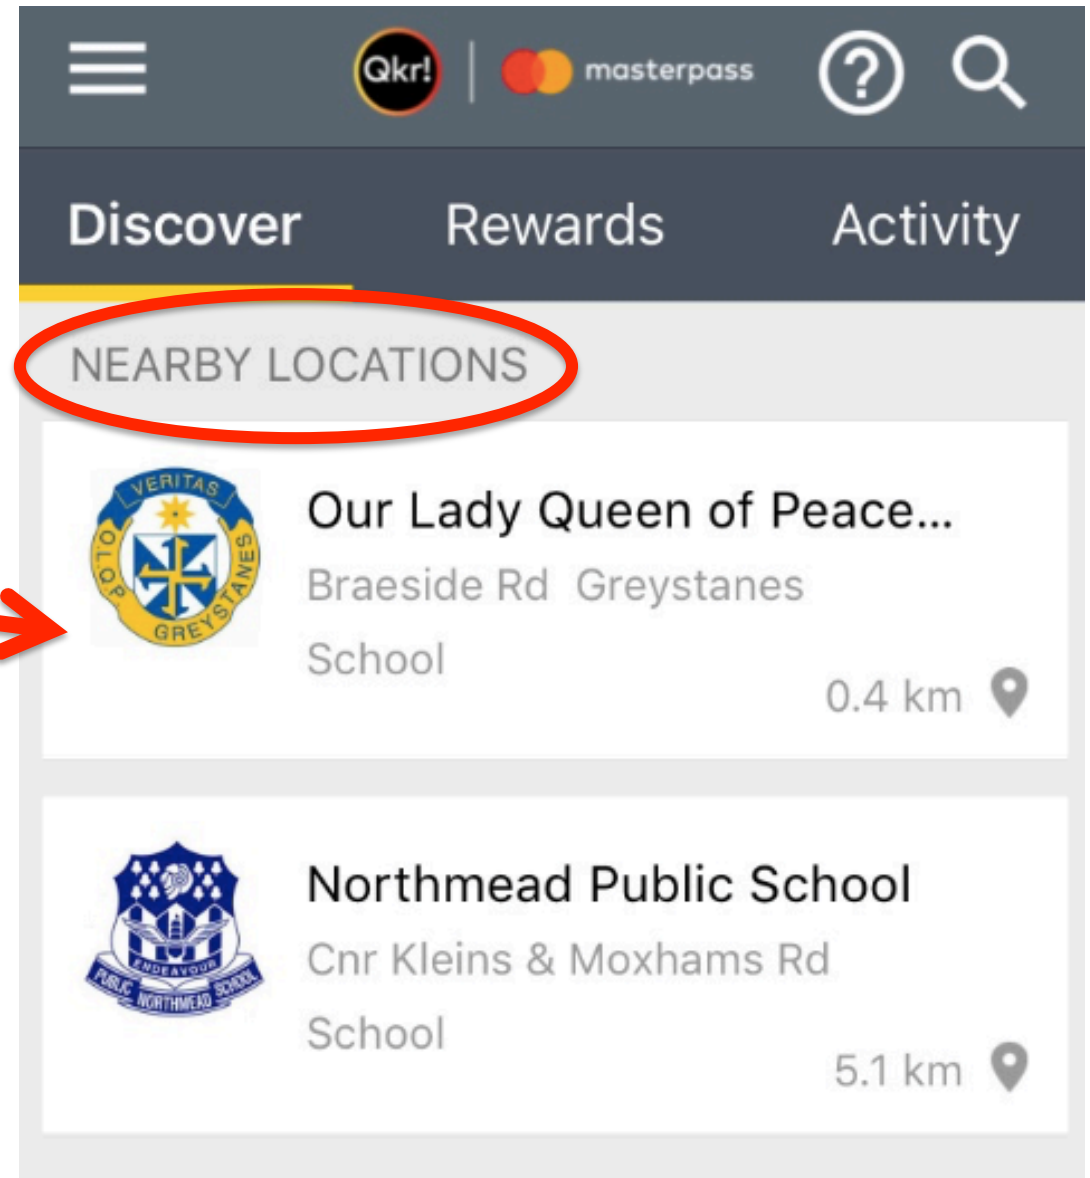 Qkr! masterpass
Discover Rewards Activity
NEARBY LOCATIONS
VERITAS
O.L.Q.P GREYSTANES
Our Lady Queen of Peace...
Braeside Rd Greystanes
School
0.4 km
ENDEAVOUR
PUBLIC NORTHMEAD SCHOOL
Northmead Public School
Cnr Kleins & Moxhams Rd
School
5.1 km